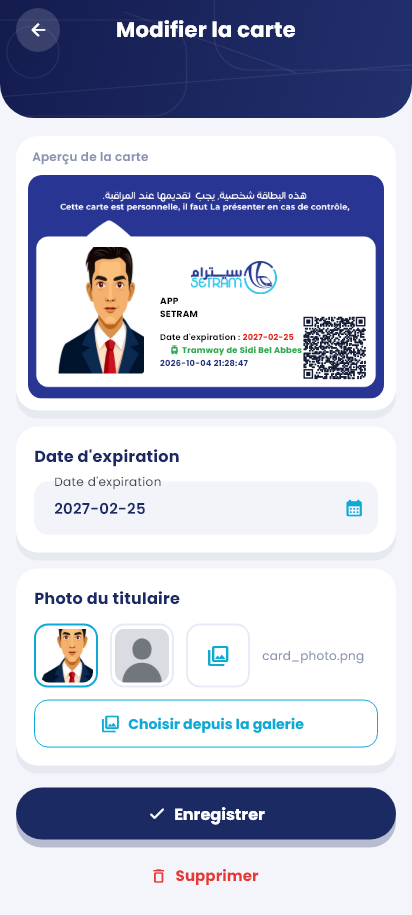 Modifier la carte
Aperçu de la carte
هذه البطاقة شخصية, يجب تقديمها عند المراقبة.
Cette carte est personnelle, il faut La présenter en cas de contrôle,
سيترام
SETRAM
APP
SETRAM
Date d'expiration : 2027-02-25
Tramway de Sidi Bel Abbes
2026-10-04 21:28:47
Date d'expiration
Date d'expiration
2027-02-25
Photo du titulaire
card_photo.png
Choisir depuis la galerie
Enregistrer
Supprimer